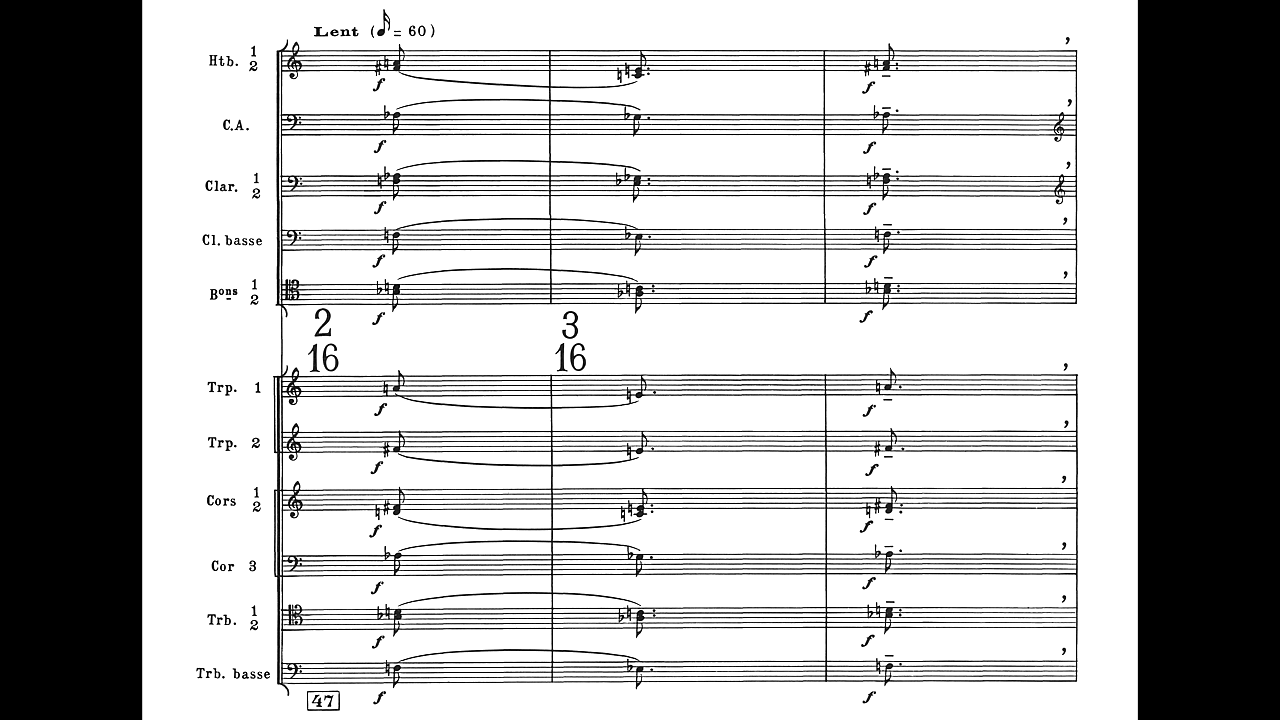 Lent (𝅘𝅥𝅯 = 60)
Htb. 1 2
f f
C.A.
f f
Clar. 1 2
f f
Cl. basse
f f
Bons 1 2
f f
2 3
16 16
Trp. 1
f f
Trp. 2
f f
Cors 1 2
f f
Cor 3
f f
Trb. 1 2
f f
Trb. basse
f f
47